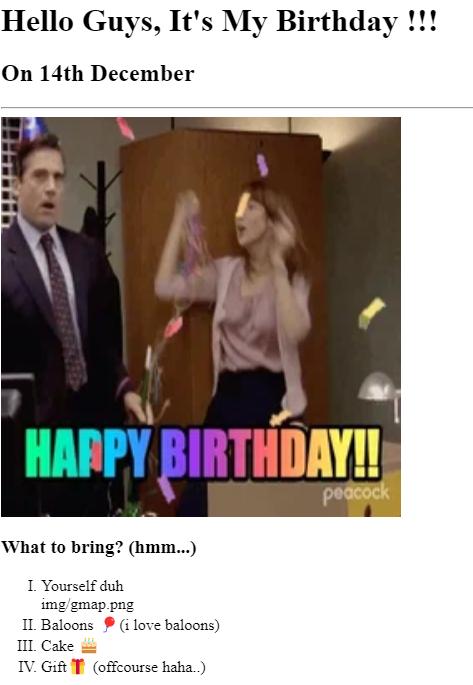 Hello Guys, It's My Birthday !!!
On 14th December
HAPPY BIRTHDAY!!
peacock
What to bring? (hmm...)
I. Yourself duh
img/gmap.png
II. Baloons 🎈 (i love baloons)
III. Cake 🎂
IV. Gift 🎁 (offcourse haha..)